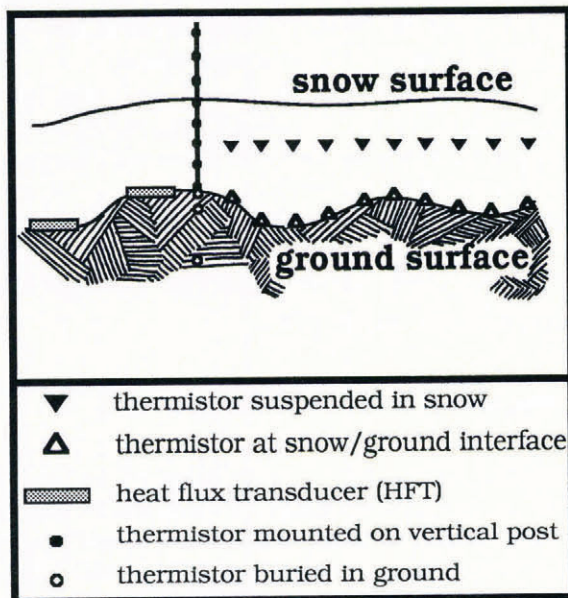 snow surface
ground surface
thermistor suspended in snow
thermistor at snow/ground interface
heat flux transducer (HFT)
thermistor mounted on vertical post
thermistor buried in ground